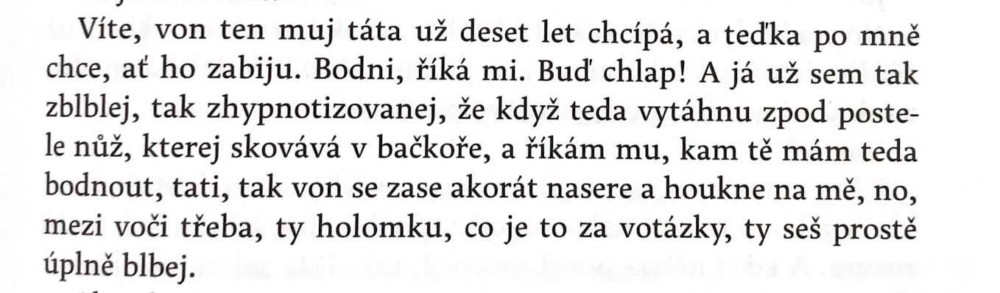 Víte, von ten muj táta už deset let chcípá, a teďka po mně
chce, ať ho zabiju. Bodni, říká mi. Buď chlap! A já už sem tak
zblblej, tak zhypnotizovanej, že když teda vytáhnu zpod poste-
le nůž, kterej skovává v bačkoře, a říkám mu, kam tě mám teda
bodnout, tati, tak von se zase akorát nasere a houkne na mě, no,
mezi voči třeba, ty holomku, co je to za votázky, ty seš prostě
úplně blbej.